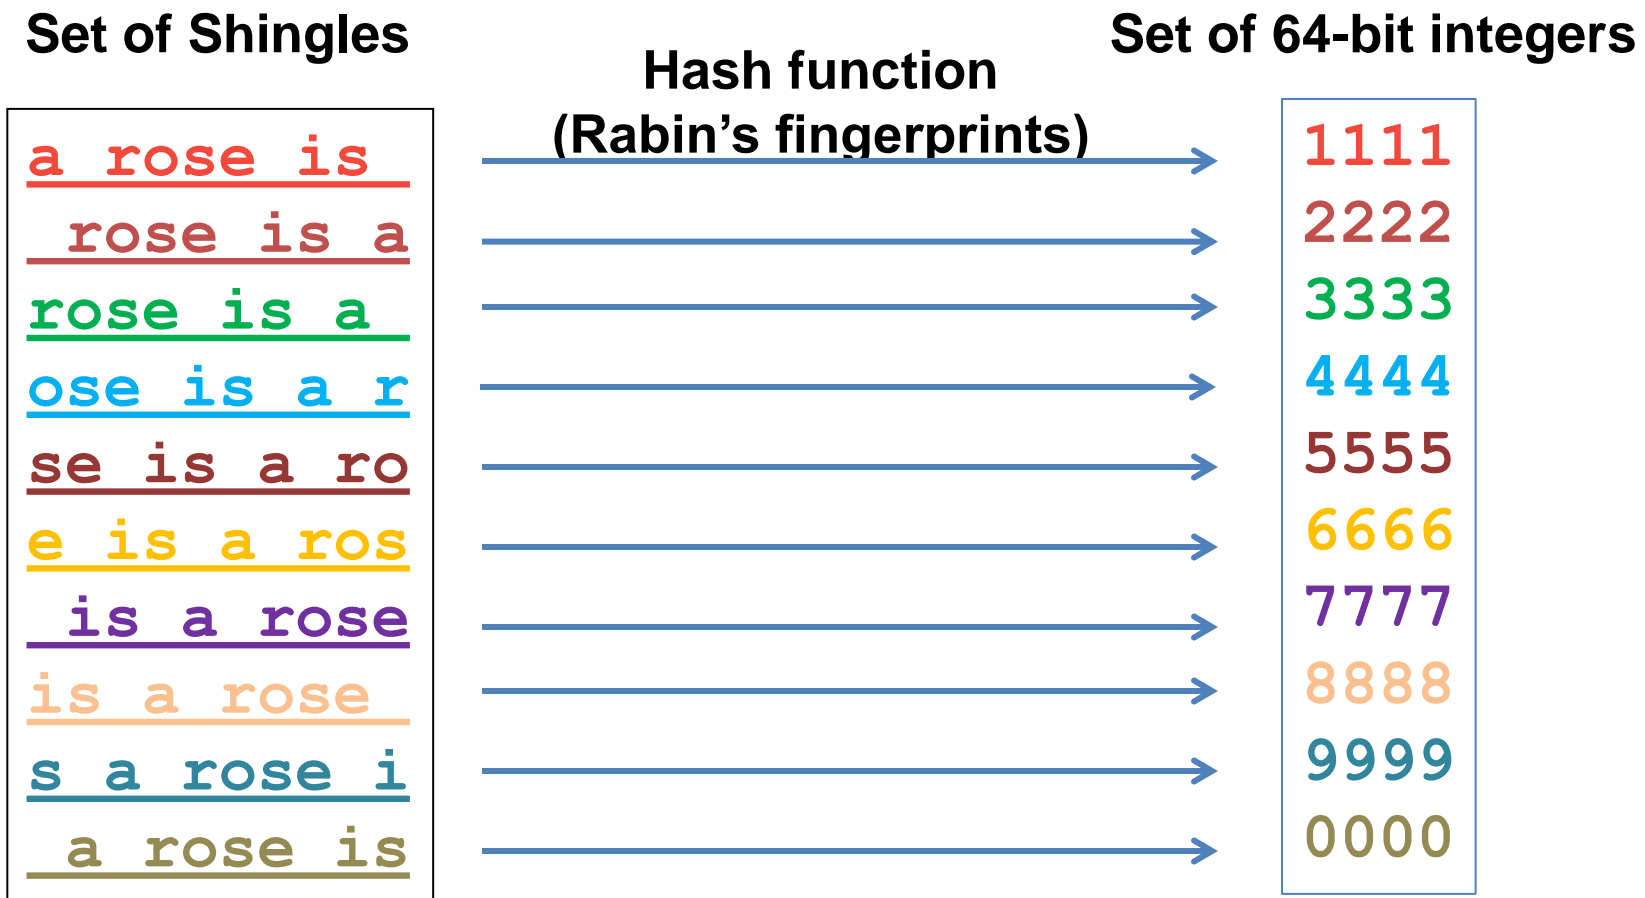 Set of Shingles
Hash function
(Rabin’s fingerprints)
Set of 64-bit integers
a rose is
rose is a
rose is a
ose is a r
se is a ro
e is a ros
is a rose
is a rose
s a rose i
a rose is
1111
2222
3333
4444
5555
6666
7777
8888
9999
0000